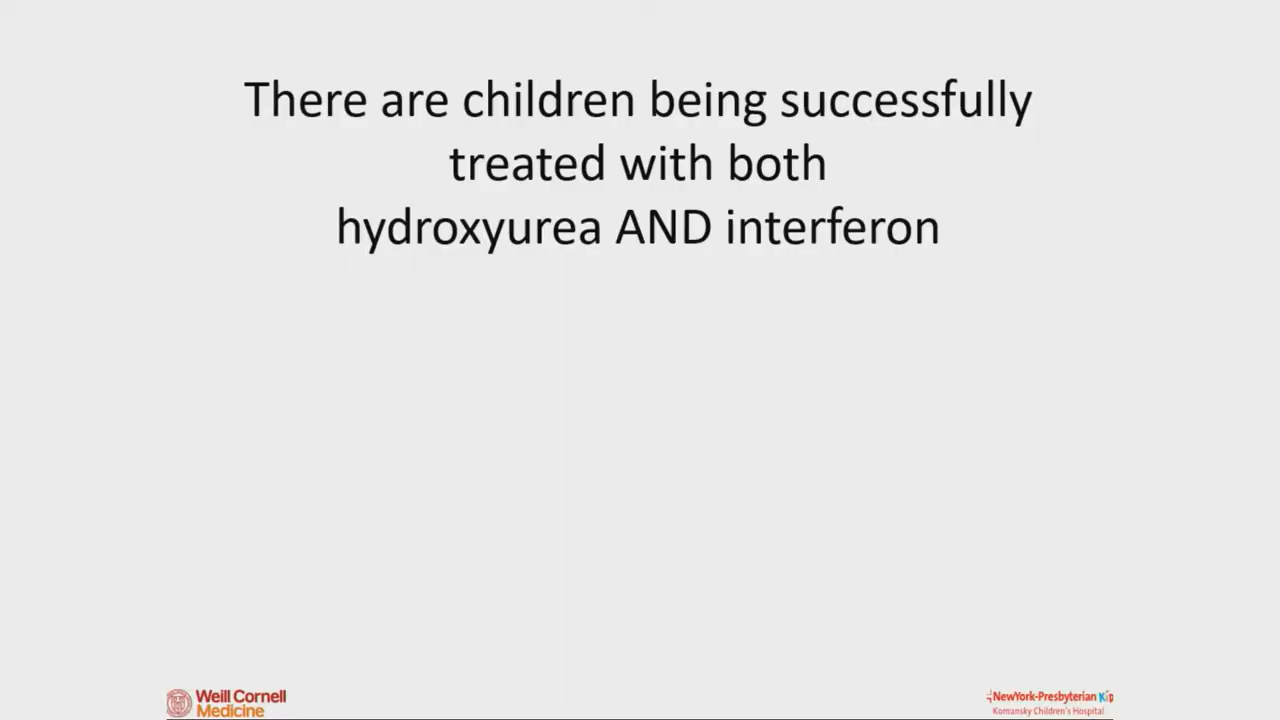 There are children being successfully
treated with both
hydroxyurea AND interferon
Weill Cornell
Medicine
NewYork-Presbyterian Kids
Komansky Children's Hospital